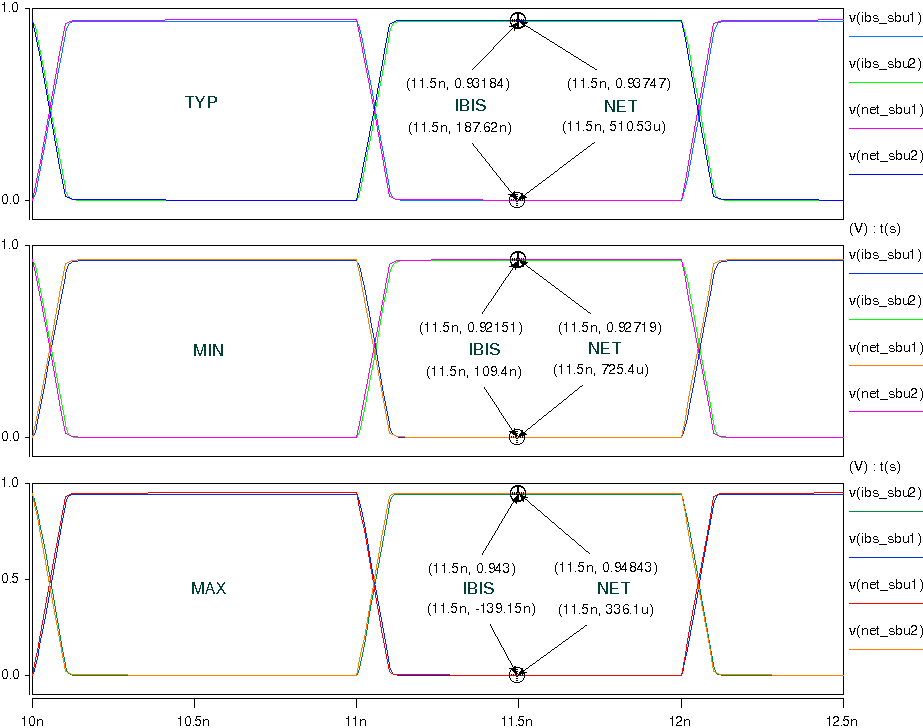 1.0
v(ibs_sbu1)
v(ibs_sbu2)
(11.5n, 0.93184) (11.5n, 0.93747)
TYP IBIS NET
v(net_sbu1)
(11.5n, 187.62n) (11.5n, 510.53u)
v(net_sbu2)
0.0
(V) : t(s)
1.0
v(ibs_sbu1)
v(ibs_sbu2)
(11.5n, 0.92151) (11.5n, 0.92719)
MIN IBIS NET
v(net_sbu1)
(11.5n, 109.4n) (11.5n, 725.4u)
v(net_sbu2)
0.0
(V) : t(s)
1.0
v(ibs_sbu2)
v(ibs_sbu1)
(11.5n, 0.943) (11.5n, 0.94843)
0.5
MAX IBIS NET
v(net_sbu1)
(11.5n, -139.15n) (11.5n, 336.1u)
v(net_sbu2)
0.0
10n 10.5n 11n 11.5n 12n 12.5n